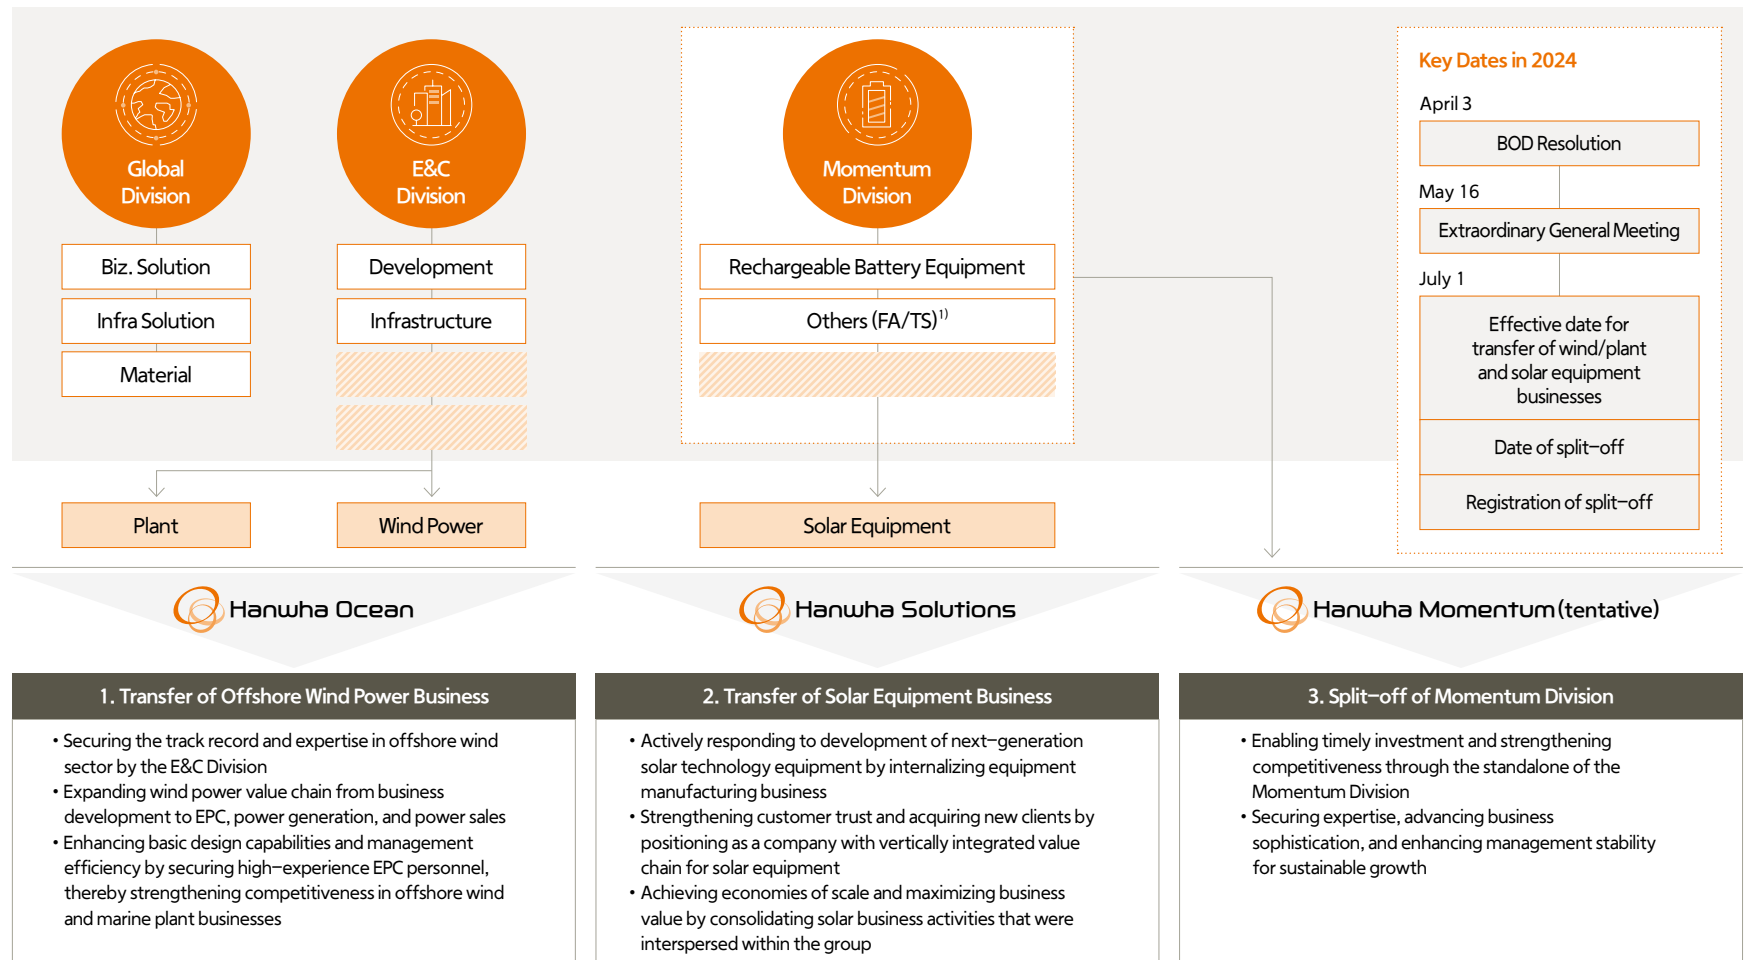 Global
Division
Biz. Solution
Infra Solution
Material
E&C
Division
Development
Infrastructure
Momentum
Division
Rechargeable Battery Equipment
Others (FA/TS)1)
Key Dates in 2024
April 3
BOD Resolution
May 16
Extraordinary General Meeting
July 1
Effective date for
transfer of wind/plant
and solar equipment
businesses
Date of split-off
Registration of split-off
Plant
Wind Power
Solar Equipment
Hanwha Ocean
Hanwha Solutions
Hanwha Momentum (tentative)
1. Transfer of Offshore Wind Power Business
• Securing the track record and expertise in offshore wind
sector by the E&C Division
• Expanding wind power value chain from business
development to EPC, power generation, and power sales
• Enhancing basic design capabilities and management
efficiency by securing high-experience EPC personnel,
thereby strengthening competitiveness in offshore wind
and marine plant businesses
2. Transfer of Solar Equipment Business
• Actively responding to development of next-generation
solar technology equipment by internalizing equipment
manufacturing business
• Strengthening customer trust and acquiring new clients by
positioning as a company with vertically integrated value
chain for solar equipment
• Achieving economies of scale and maximizing business
value by consolidating solar business activities that were
interspersed within the group
3. Split-off of Momentum Division
• Enabling timely investment and strengthening
competitiveness through the standalone of the
Momentum Division
• Securing expertise, advancing business
sophistication, and enhancing management stability
for sustainable growth